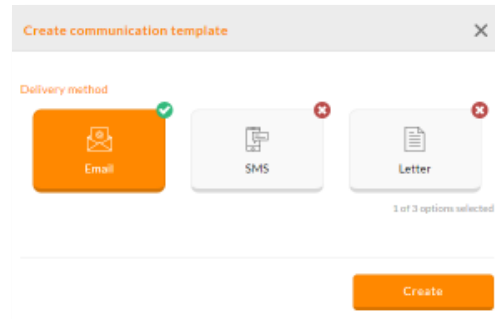 Create communication template
Delivery method
Email
SMS
Letter
1 of 3 options selected
Create